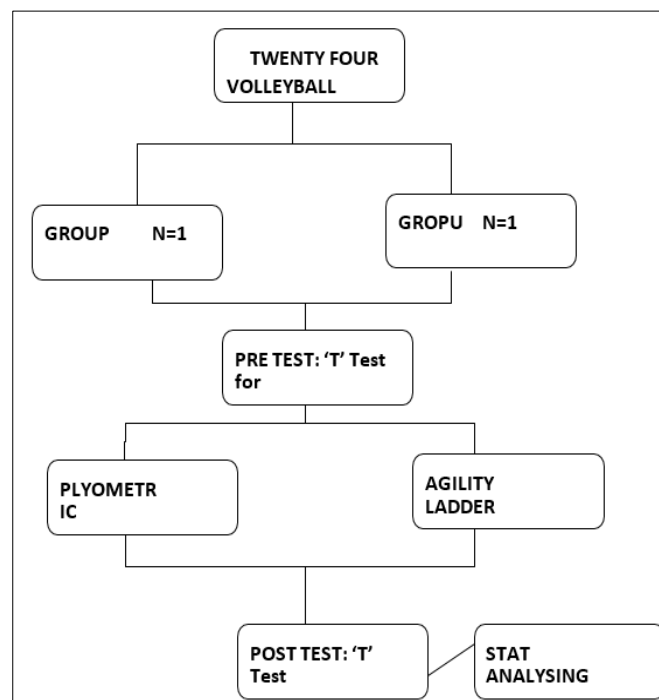 TWENTY FOUR
VOLLEYBALL
GROUP N=1
GROPU N=1
PRE TEST: ‘T’ Test
for
PLYOMETR
IC
AGILITY
LADDER
POST TEST: ‘T’
Test
STAT
ANALYSING